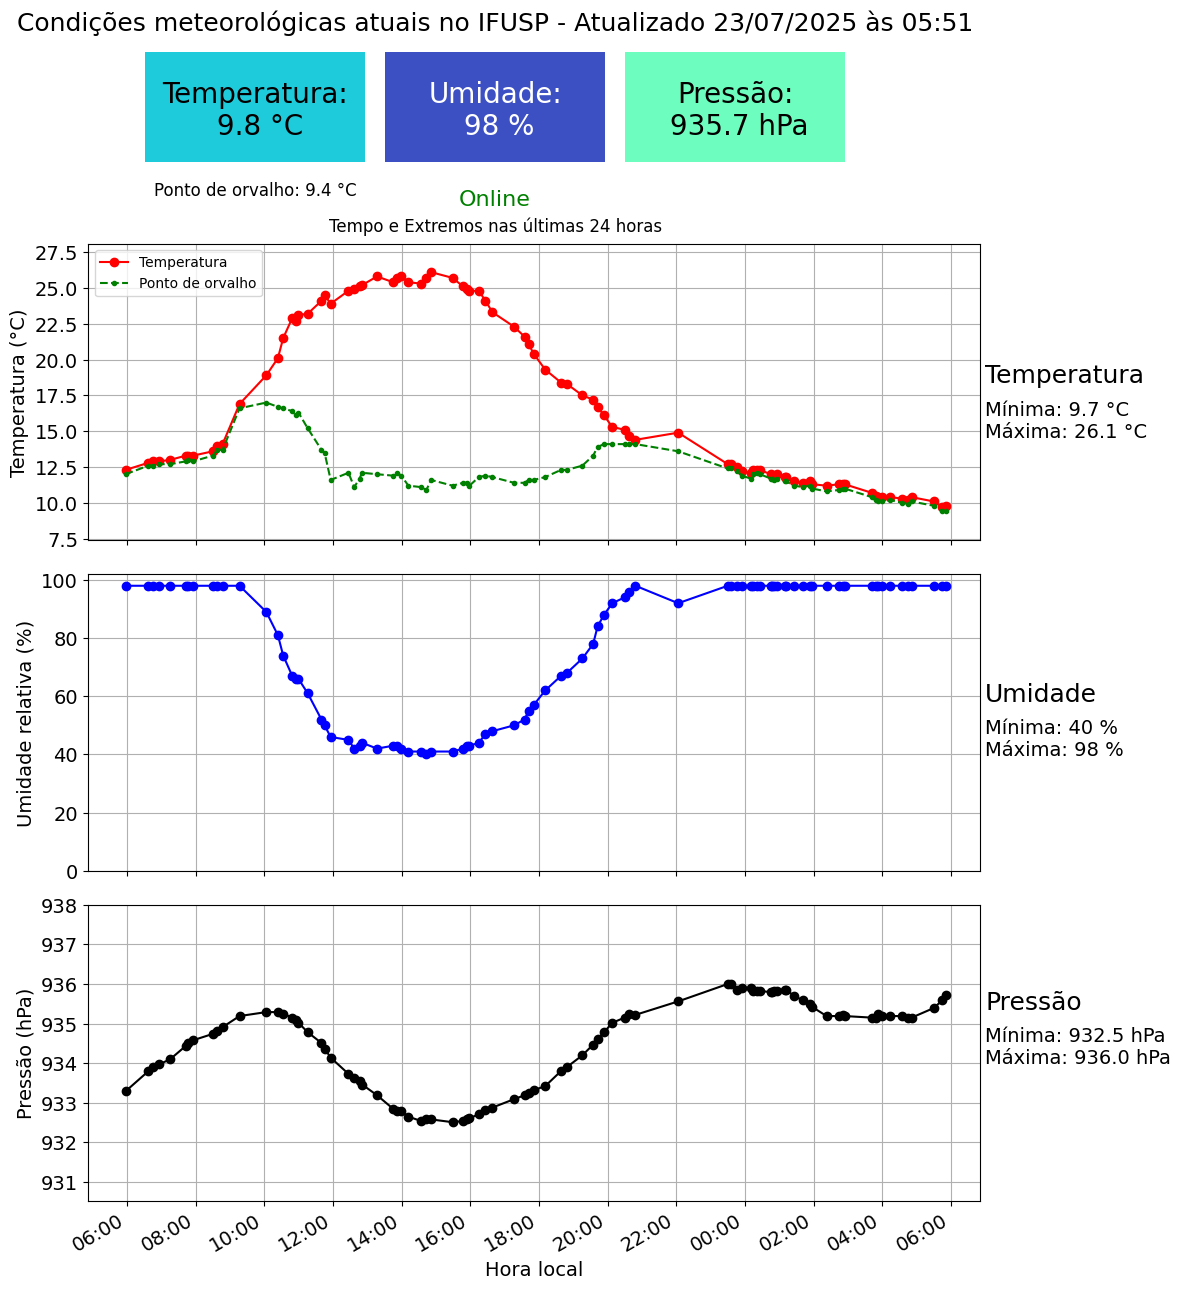 Condições meteorológicas atuais no IFUSP - Atualizado 23/07/2025 às 05:51
Temperatura:
9.8 °C
Umidade:
98 %
Pressão:
935.7 hPa
Ponto de orvalho: 9.4 °C
Online
Tempo e Extremos nas últimas 24 horas
Temperatura (°C)
27.5
25.0
22.5
20.0
17.5
15.0
12.5
10.0
7.5
Temperatura
Ponto de orvalho
Temperatura
Mínima: 9.7 °C
Máxima: 26.1 °C
Umidade relativa (%)
100
80
60
40
20
0
Umidade
Mínima: 40 %
Máxima: 98 %
Pressão (hPa)
938
937
936
935
934
933
932
931
Pressão
Mínima: 932.5 hPa
Máxima: 936.0 hPa
06:00 08:00 10:00 12:00 14:00 16:00 18:00 20:00 22:00 00:00 02:00 04:00 06:00
Hora local